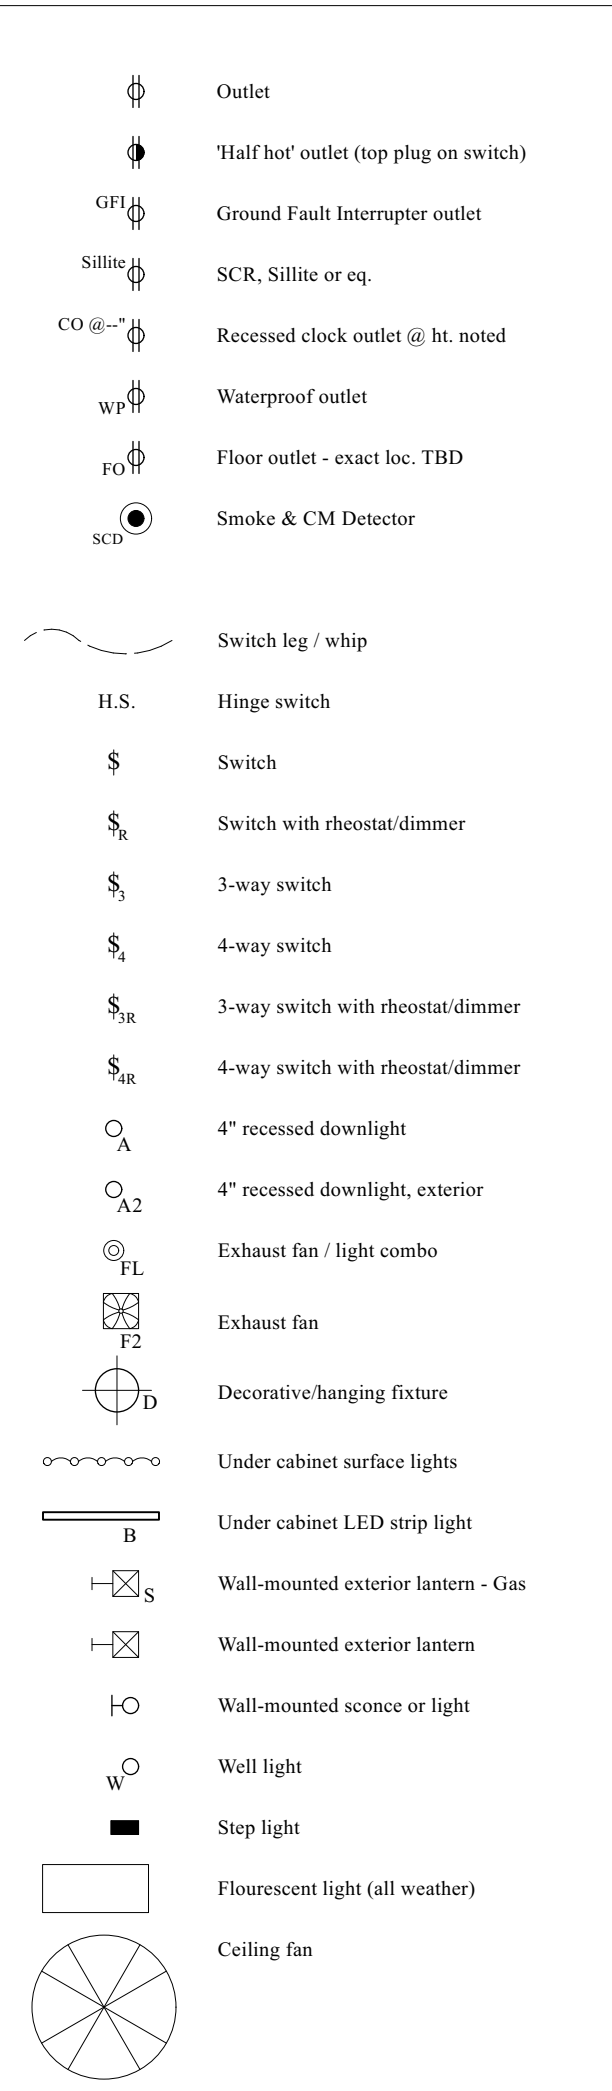 Outlet
'Half hot' outlet (top plug on switch)
GFI Ground Fault Interrupter outlet
Sillite SCR, Sillite or eq.
CO @--" Recessed clock outlet @ ht. noted
WP Waterproof outlet
FO Floor outlet - exact loc. TBD
SCD Smoke & CM Detector
Switch leg / whip
H.S. Hinge switch
$ Switch
$R Switch with rheostat/dimmer
$3 3-way switch
$4 4-way switch
$3R 3-way switch with rheostat/dimmer
$4R 4-way switch with rheostat/dimmer
A 4" recessed downlight
A2 4" recessed downlight, exterior
FL Exhaust fan / light combo
F2 Exhaust fan
D Decorative/hanging fixture
Under cabinet surface lights
B Under cabinet LED strip light
S Wall-mounted exterior lantern - Gas
Wall-mounted exterior lantern
Wall-mounted sconce or light
W Well light
Step light
Flourescent light (all weather)
Ceiling fan